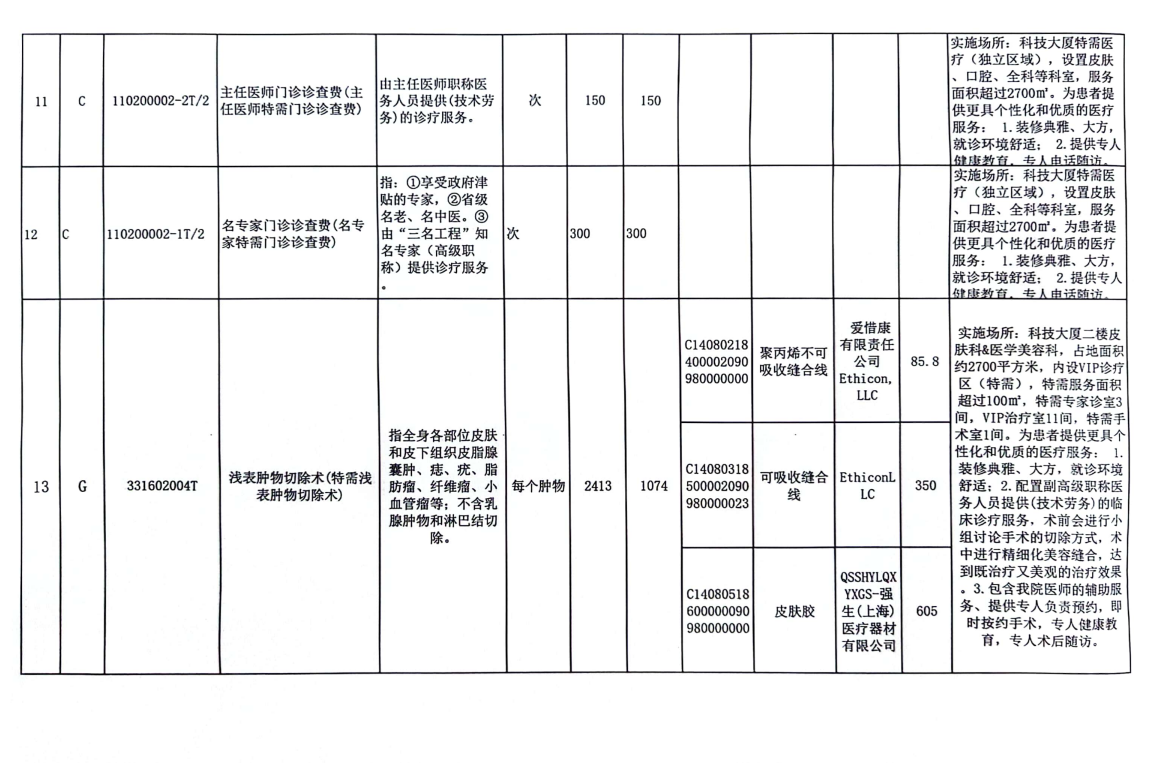 11
C
110200002-2T/2
主任医师门诊诊查费(主
任医师特需门诊诊查费)
由主任医师职称医
务人员提供(技术劳
务)的诊疗服务。
次
150
150
实施场所：科技大厦特需医
疗（独立区域），设置皮肤
、口腔、全科等科室，服务
面积超过2700㎡。为患者提
供更具个性化和优质的医疗
服务： 1.装修典雅、大方，
就诊环境舒适； 2.提供专人
健康教育，专人电话随访。
12
C
110200002-1T/2
名专家门诊诊查费(名专
家特需门诊诊查费)
指：①享受政府津
贴的专家，②省级
名老、名中医。③
由“三名工程”知
名专家（高级职
称）提供诊疗服务
。
次
300
300
实施场所：科技大厦特需医
疗（独立区域），设置皮肤
、口腔、全科等科室，服务
面积超过2700㎡。为患者提
供更具个性化和优质的医疗
服务： 1.装修典雅、大方，
就诊环境舒适； 2.提供专人
健康教育，专人电话随访。
13
G
331602004T
浅表肿物切除术(特需浅
表肿物切除术)
指全身各部位皮肤
和皮下组织皮脂腺
囊肿、痣、疣、脂
肪瘤、纤维瘤、小
血管瘤等；不含乳
腺肿物和淋巴结切
除。
每个肿物
2413
1074
C14080218
400002090
980000000
聚丙烯不可
吸收缝合线
爱惜康
有限责任
公司
Ethicon,
LLC
85.8
C14080318
500002090
980000023
可吸收缝合
线
EthiconL
LC
350
C14080518
600000090
980000000
皮肤胶
QSSHYLQX
YXGS-强
生(上海)
医疗器材
有限公司
605
实施场所：科技大厦二楼皮
肤科&医学美容科，占地面积
约2700平方米，内设VIP诊疗
区（特需），特需服务面积
超过100㎡，特需专家诊室3
间，VIP治疗室11间，特需手
术室1间。为患者提供更具个
性化和优质的医疗服务： 1.
装修典雅、大方，就诊环境
舒适；2.配置副高级职称医
务人员提供(技术劳务)的临
床诊疗服务，术前会进行小
组讨论手术的切除方式，术
中进行精细化美容缝合，达
到既治疗又美观的治疗效果
。3.包含我院医师的辅助服
务、提供专人负责预约，即
时按约手术，专人健康教
育，专人术后随访。